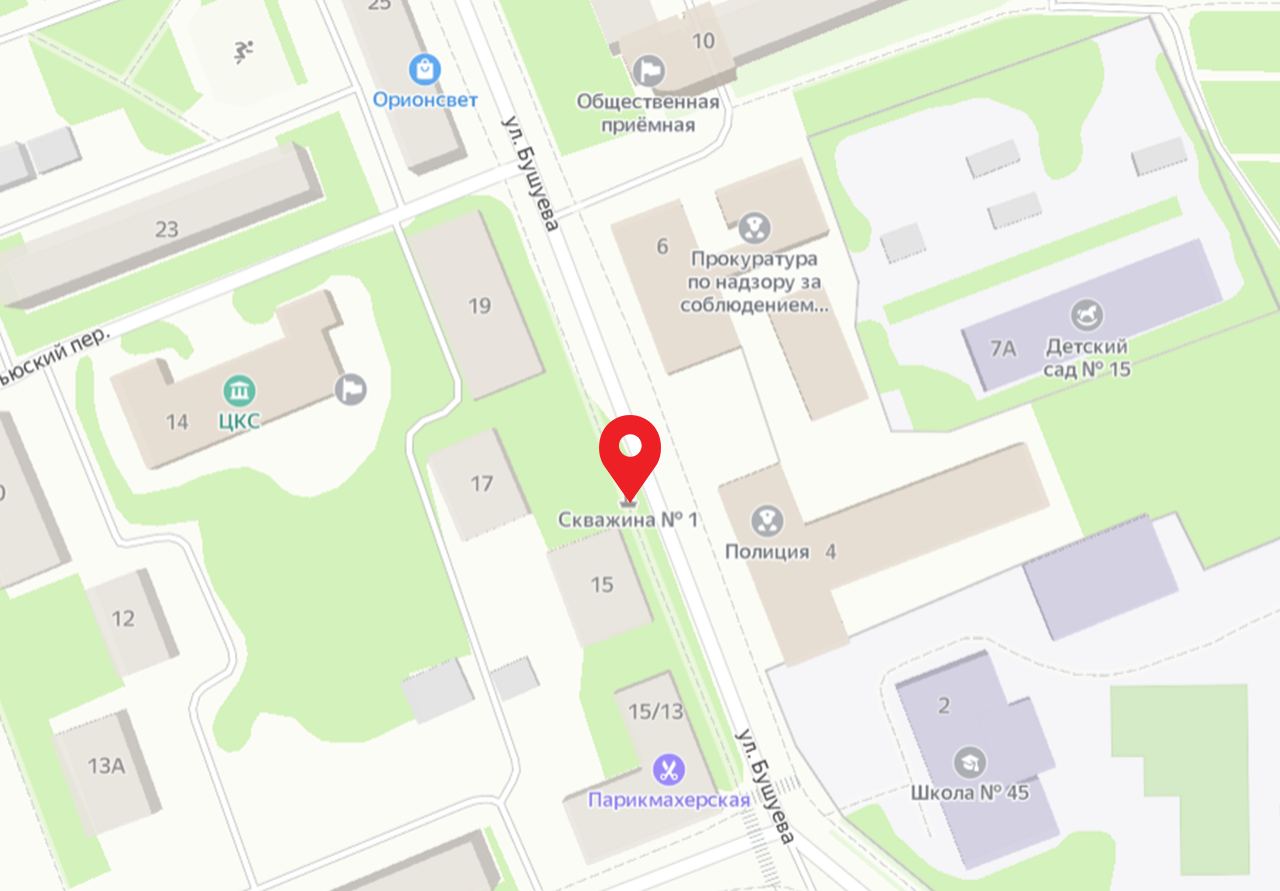 25
10
Орионсвет
Общественная
приёмная
ул. Бушуева
23
6
Прокуратура
по надзору за
соблюдением...
19
7А
Детский
сад № 15
ьюский пер.
14
ЦКС
17
0
Скважина № 1
Полиция
4
15
12
2
15/13
ул. Бушуева
13А
Школа № 45
Парикмахерская